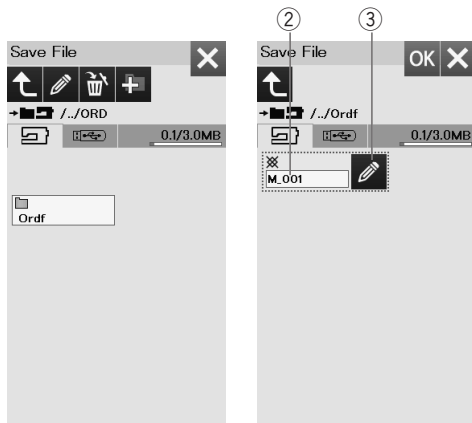 ② ③
Save File
/../ORD
0.1/3.0MB
Ordf
Save File OK
/../Ordf
0.1/3.0MB
M_001